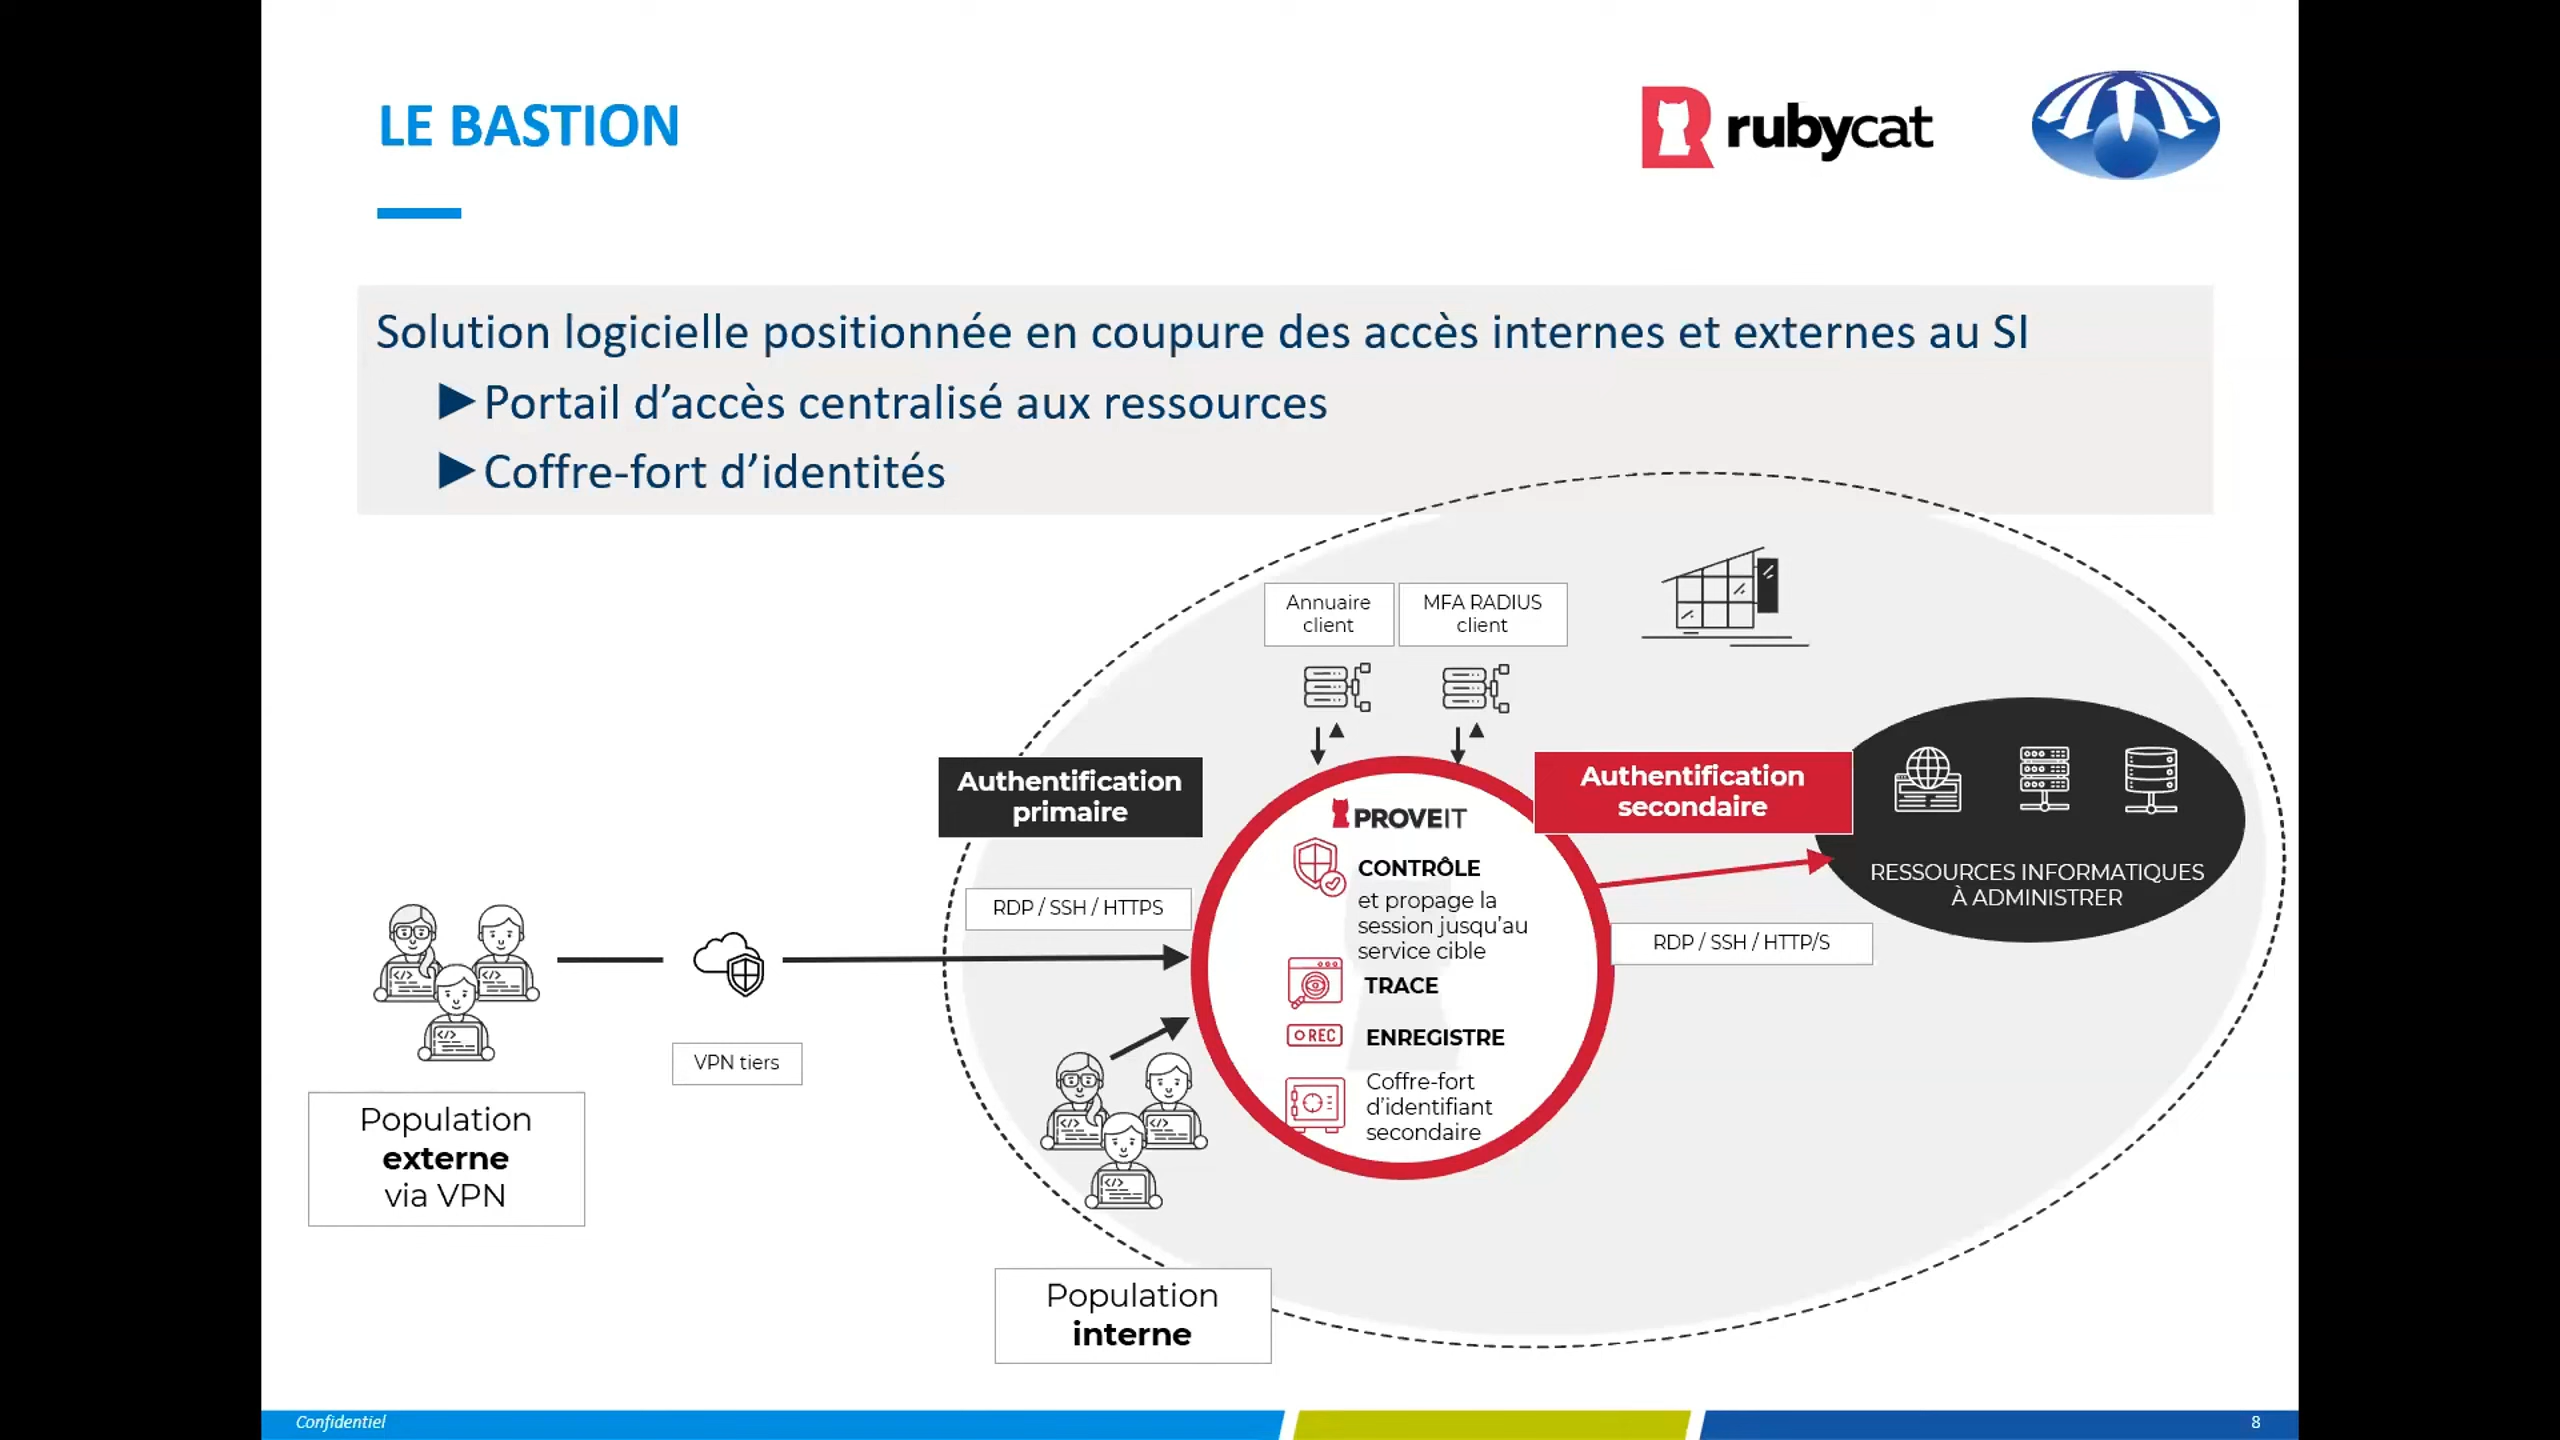 LE BASTION
rubycat
Solution logicielle positionnée en coupure des accès internes et externes au SI
►Portail d’accès centralisé aux ressources
►Coffre-fort d’identités
Annuaire
client
MFA RADIUS
client
Authentification
primaire
Authentification
secondaire
PROVEIT
CONTRÔLE
et propage la
session jusqu’au
service cible
TRACE
REC
ENREGISTRE
Coffre-fort
d’identifiant
secondaire
RESSOURCES INFORMATIQUES
À ADMINISTRER
RDP / SSH / HTTPS
RDP / SSH / HTTP/S
VPN tiers
Population
externe
via VPN
Population
interne
Confidentiel
8